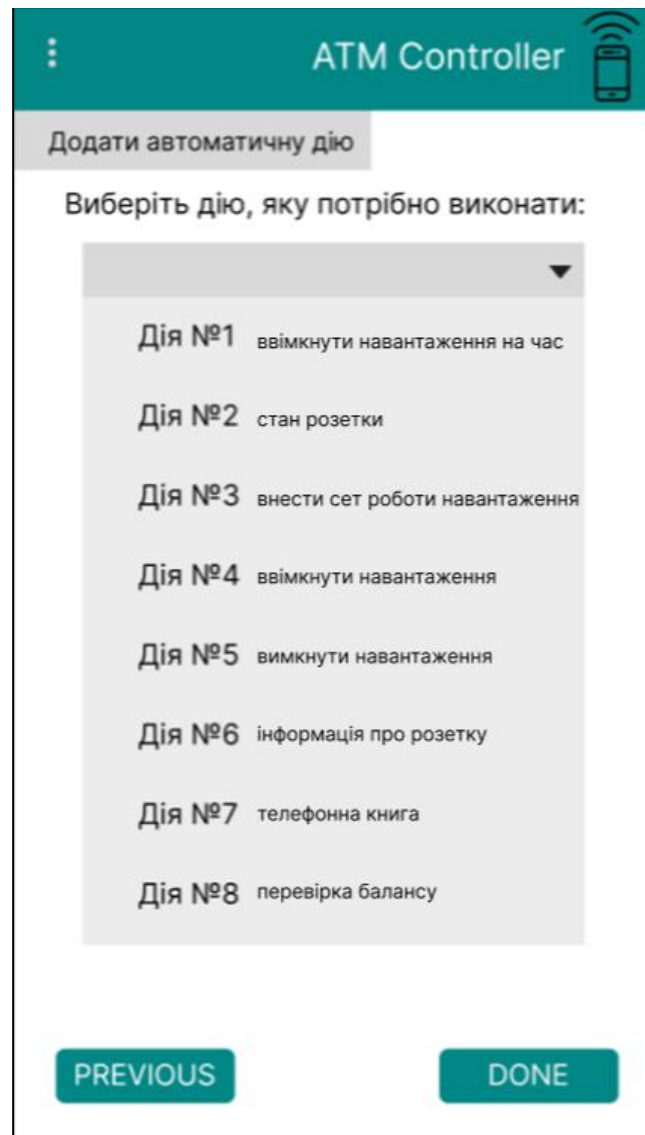 ATM Controller
Додати автоматичну дію
Виберіть дію, яку потрібно виконати:
Дія №1 ввімкнути навантаження на час
Дія №2 стан розетки
Дія №3 внести сет роботи навантаження
Дія №4 ввімкнути навантаження
Дія №5 вимкнути навантаження
Дія №6 інформація про розетку
Дія №7 телефонна книга
Дія №8 перевірка балансу
PREVIOUS DONE